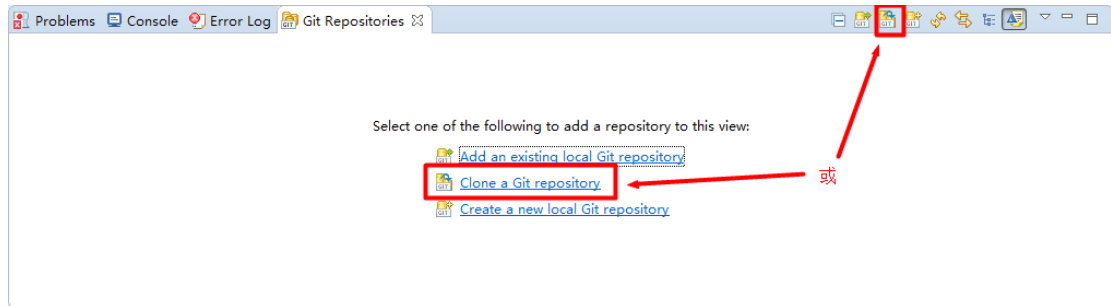 Problems Console Error Log Git Repositories
Select one of the following to add a repository to this view:
Add an existing local Git repository
Clone a Git repository
或
Create a new local Git repository